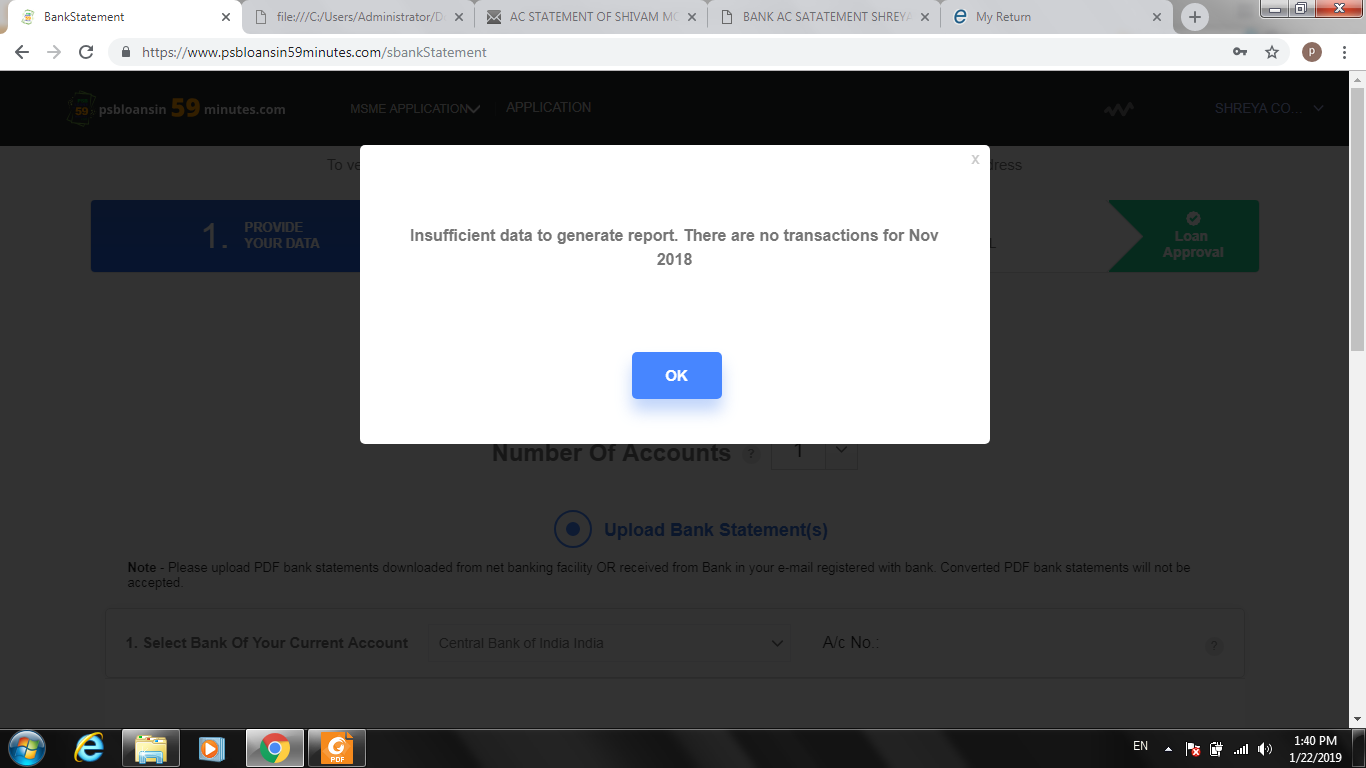 BankStatement
file:///C:/Users/Administrator/D
AC STATEMENT OF SHIVAM MO
BANK AC SATATEMENT SHREYA
My Return
https://www.psbloansin59minutes.com/sbankStatement
P
59 psbloansin 59 minutes.com
MSME APPLICATION
APPLICATION
SHREYA CO...
To ve
dress
X
1. PROVIDE
YOUR DATA
Insufficient data to generate report. There are no transactions for Nov
2018
L
Loan
Approval
OK
Number Of Accounts ? 1
Upload Bank Statement(s)
Note - Please upload PDF bank statements downloaded from net banking facility OR received from Bank in your e-mail registered with bank. Converted PDF bank statements will not be
accepted.
1. Select Bank Of Your Current Account
Central Bank of India India
A/c No.:
?
PDF
EN
1:40 PM
1/22/2019